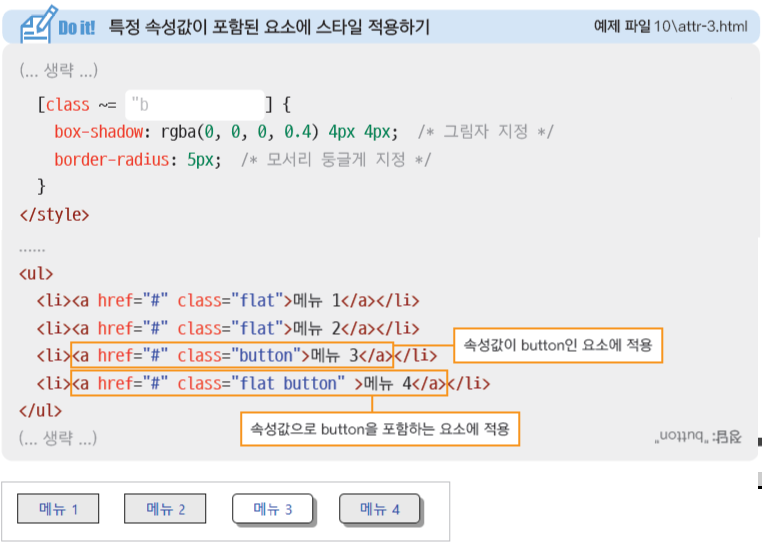 Do it! 특정 속성값이 포함된 요소에 스타일 적용하기 예제 파일 10\attr-3.html
(... 생략 ...)
[class ~= "b ] {
box-shadow: rgba(0, 0, 0, 0.4) 4px 4px; /* 그림자 지정 */
border-radius: 5px; /* 모서리 둥글게 지정 */
}
</style>
......
<ul>
<li><a href="#" class="flat">메뉴 1</a></li>
<li><a href="#" class="flat">메뉴 2</a></li>
<li><a href="#" class="button">메뉴 3</a></li> 속성값이 button인 요소에 적용
<li><a href="#" class="flat button" >메뉴 4</a></li>
</ul>
속성값으로 button을 포함하는 요소에 적용
(... 생략 ...) 정답: "button"
메뉴 1 메뉴 2 메뉴 3 메뉴 4